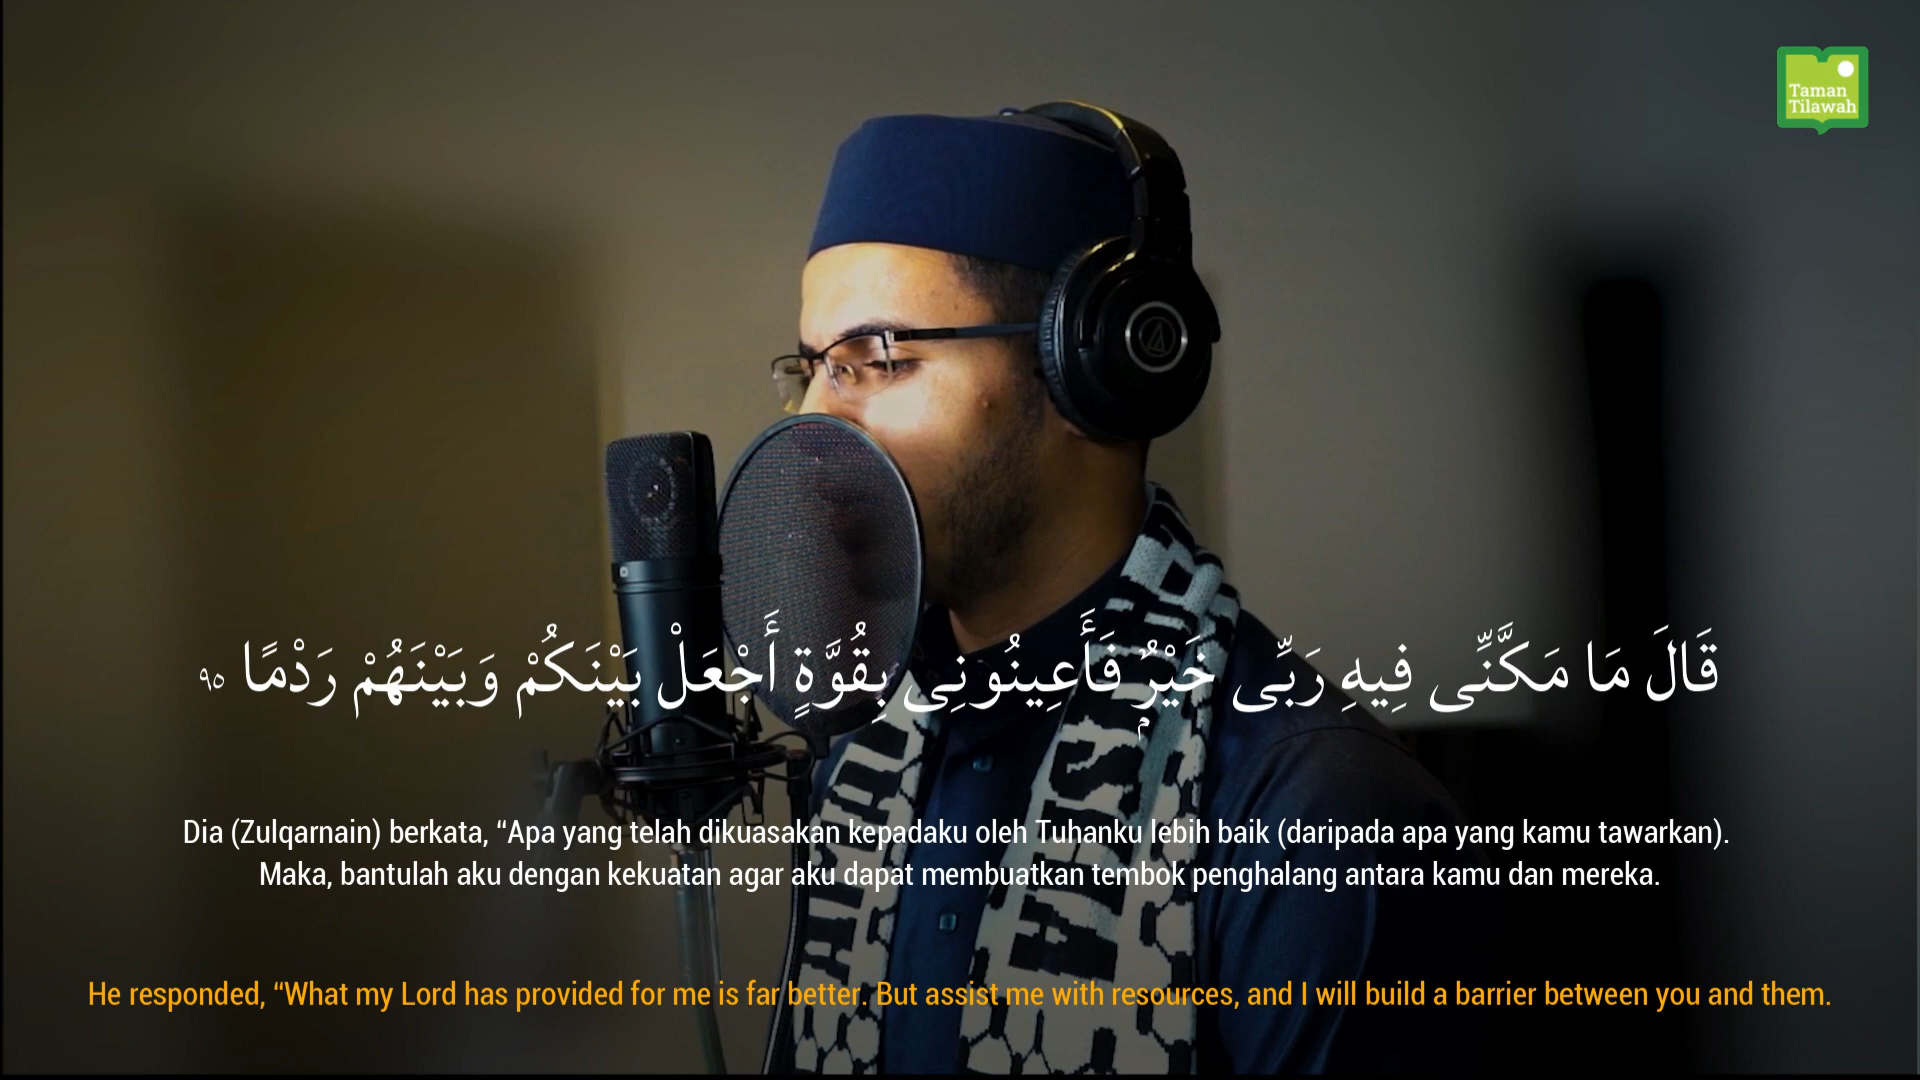 Taman
Tilawah
قَالَ مَا مَكَّنِّى فِيهِ رَبِّى خَيْرٌۭ فَأَعِينُونِى بِقُوَّةٍ أَجْعَلْ بَيْنَكُمْ وَبَيْنَهُمْ رَدْمًا ٩٥
Dia (Zulqarnain) berkata, “Apa yang telah dikuasakan kepadaku oleh Tuhanku lebih baik (daripada apa yang kamu tawarkan).
Maka, bantulah aku dengan kekuatan agar aku dapat membuatkan tembok penghalang antara kamu dan mereka.
He responded, “What my Lord has provided for me is far better. But assist me with resources, and I will build a barrier between you and them.